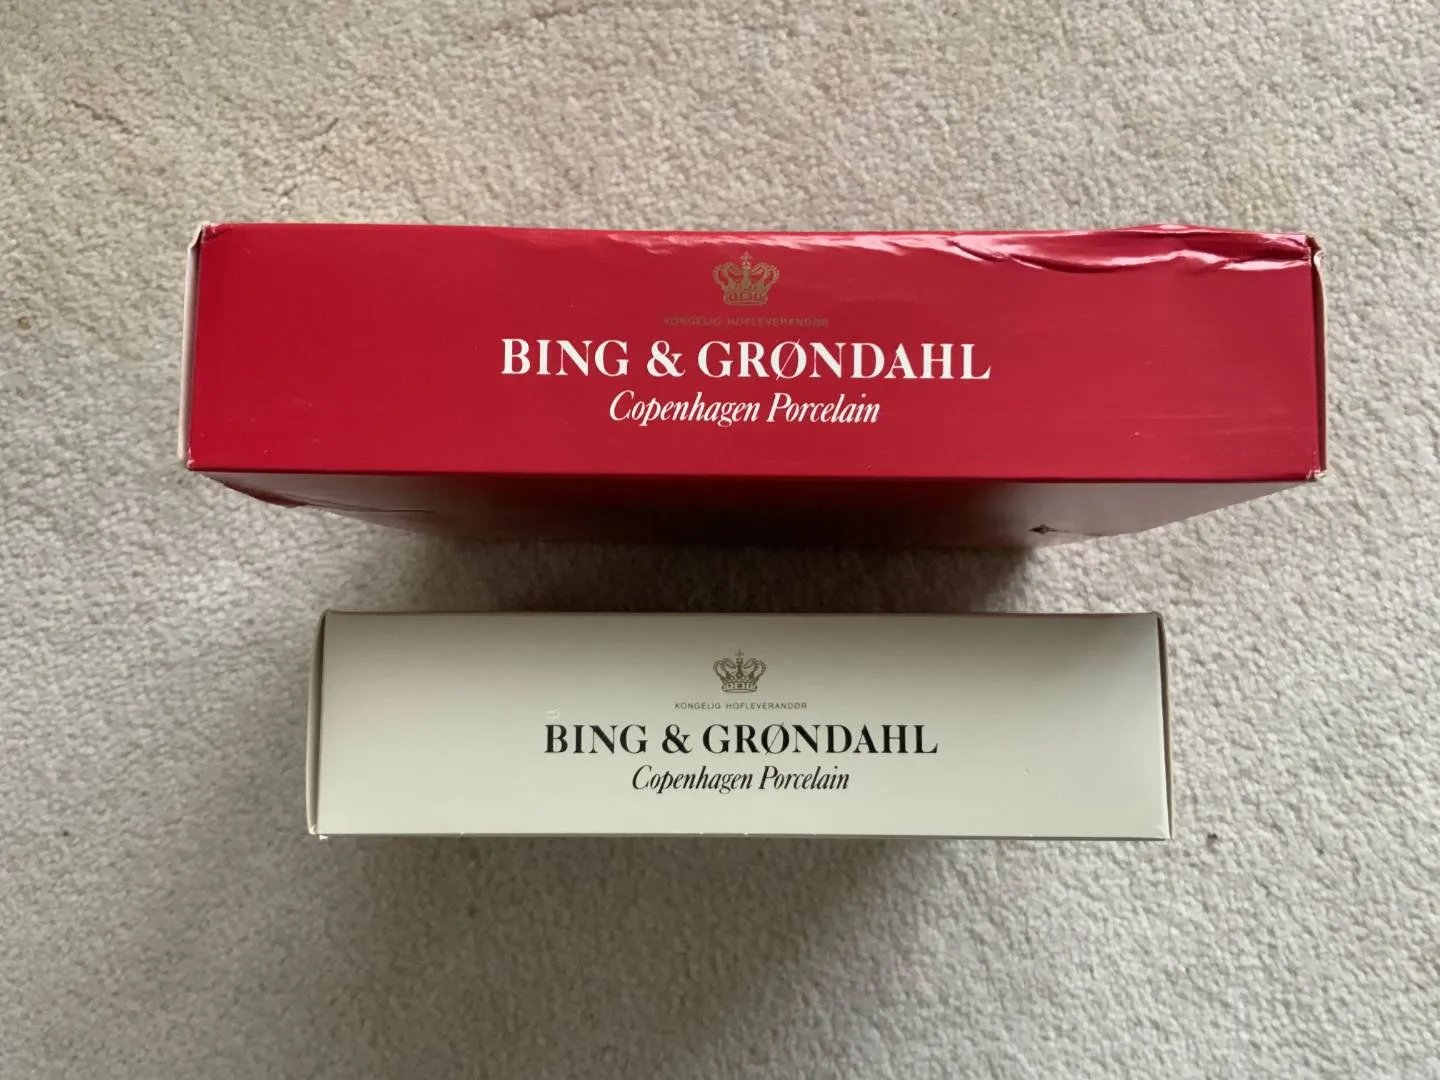 KONGELIG HOFLEVERANDØR
BING & GRØNDAHL
Copenhagen Porcelain
KONGELIG HOFLEVERANDØR
BING & GRØNDAHL
Copenhagen Porcelain